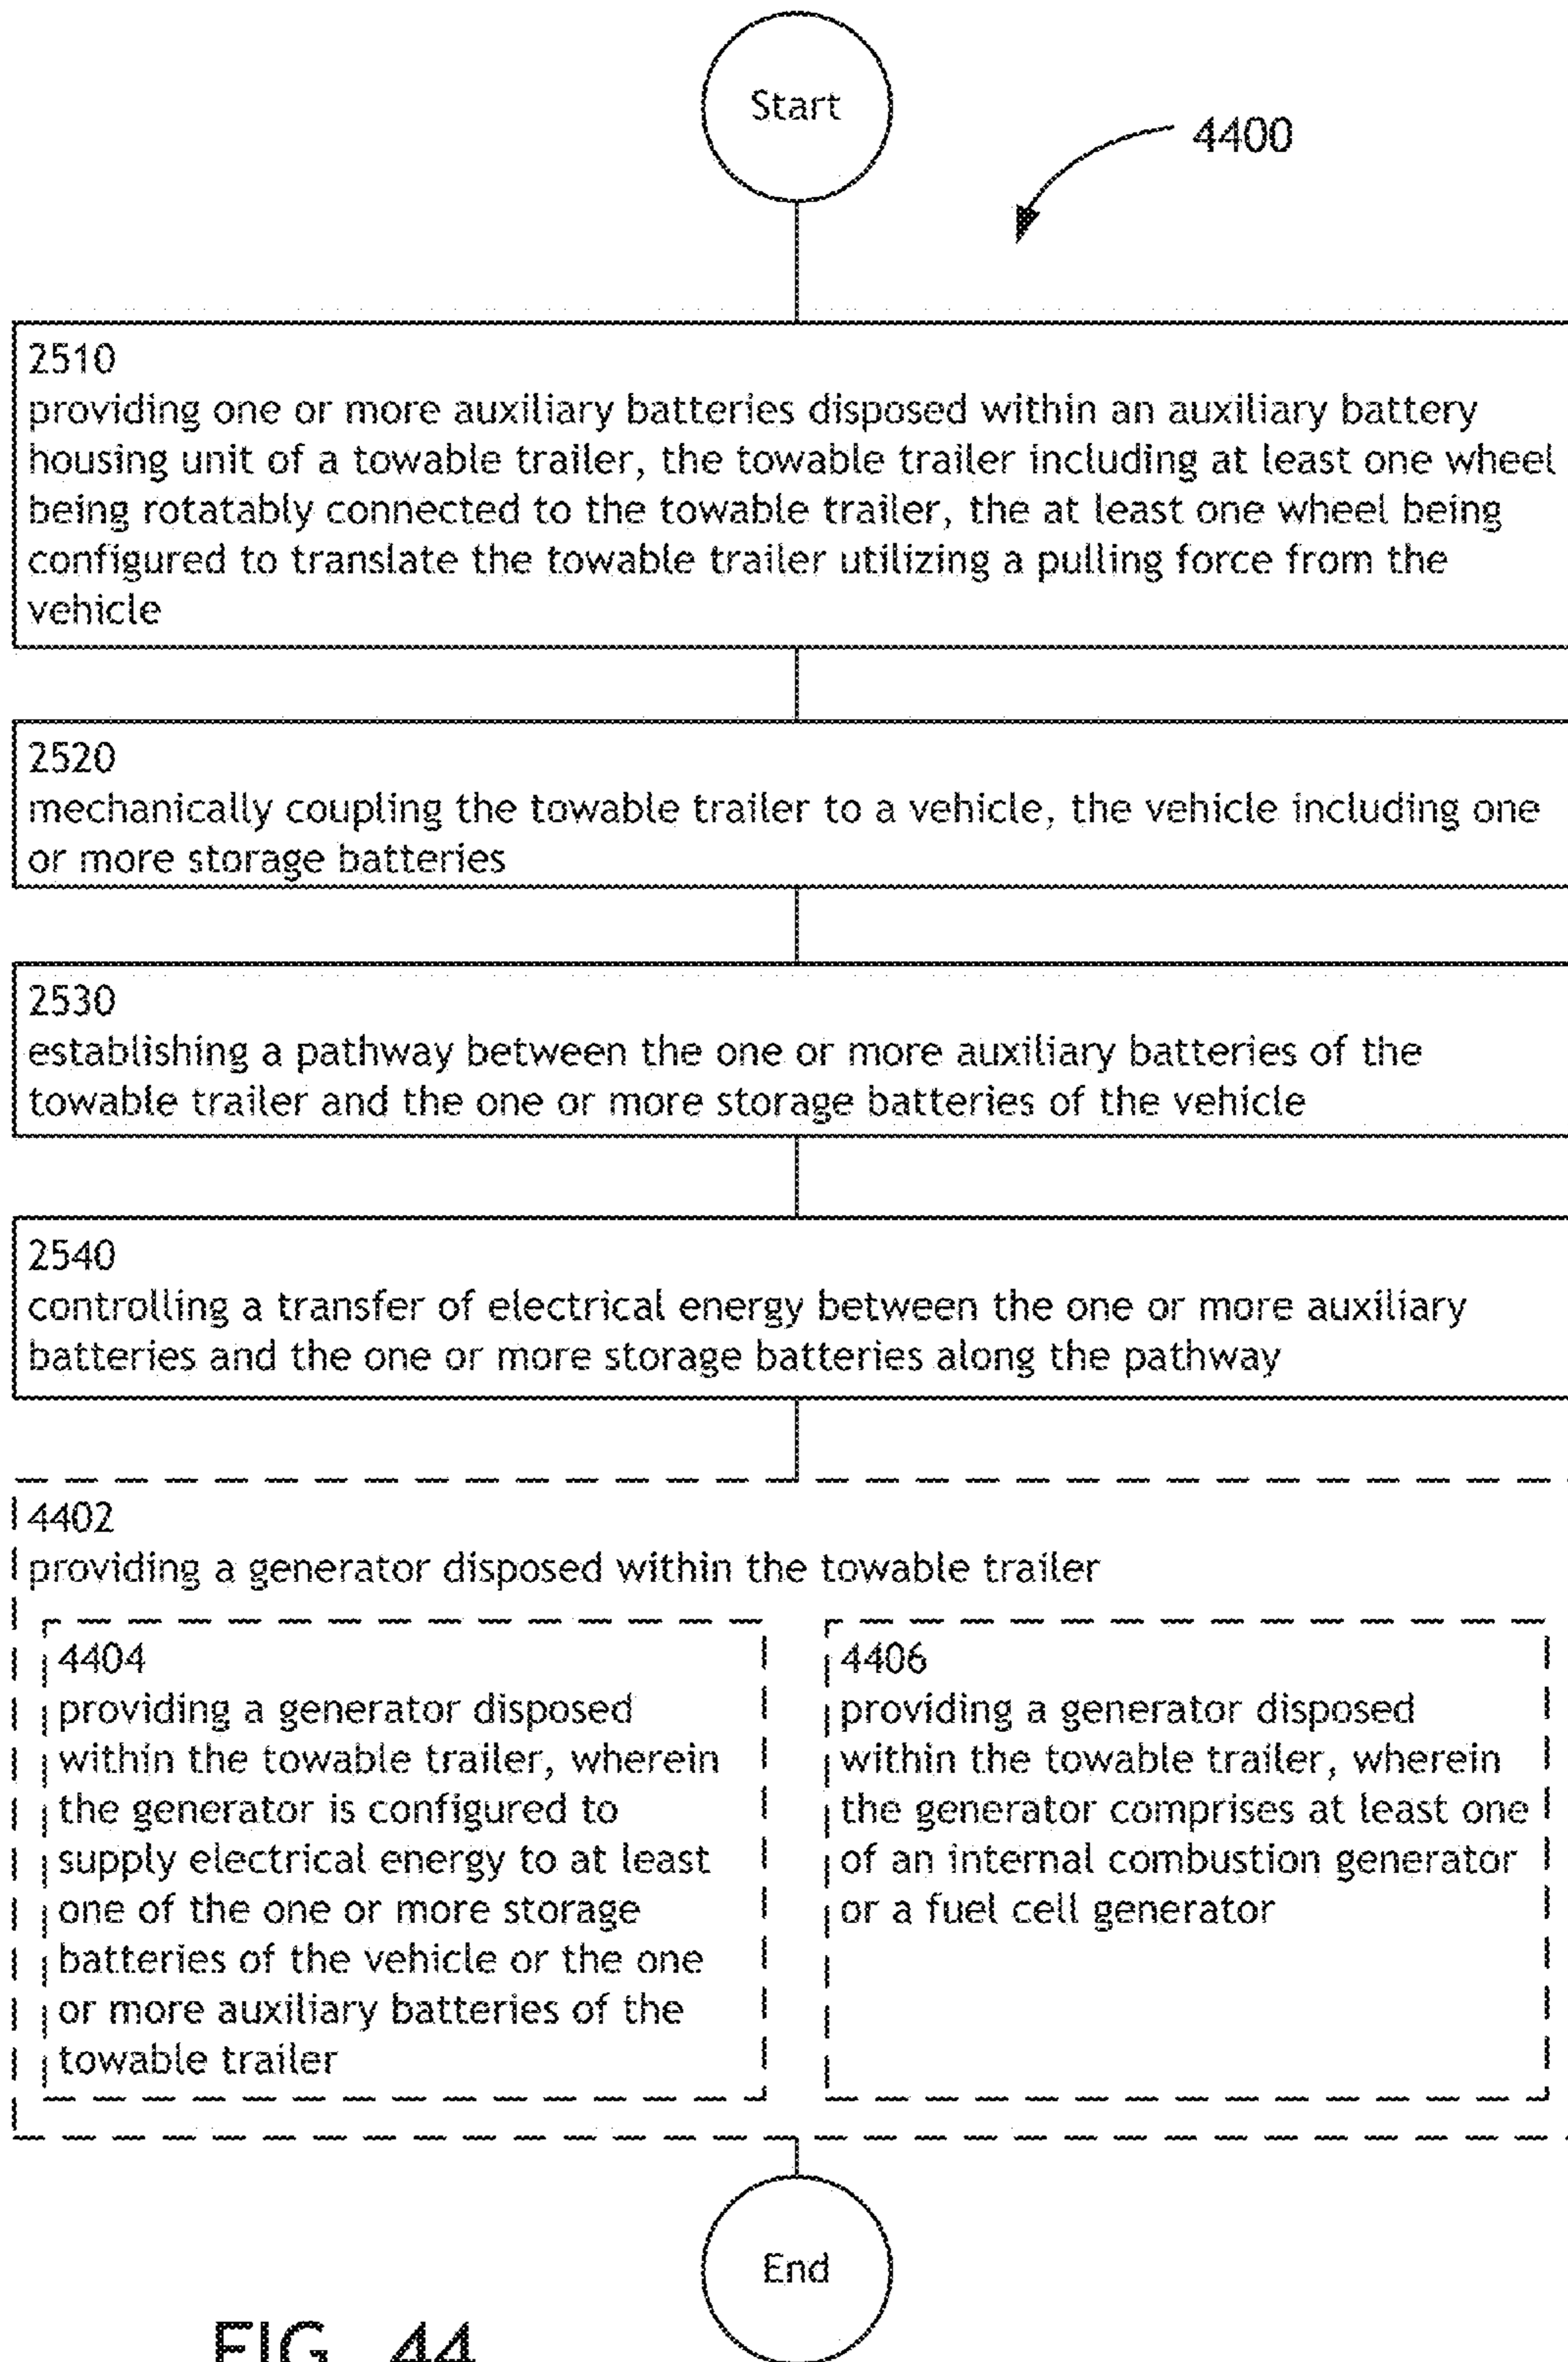 Start
4400
2510
providing one or more auxiliary batteries disposed within an auxiliary battery
housing unit of a towable trailer, the towable trailer including at least one wheel
being rotatably connected to the towable trailer, the at least one wheel being
configured to translate the towable trailer utilizing a pulling force from the
vehicle
2520
mechanically coupling the towable trailer to a vehicle, the vehicle including one
or more storage batteries
2530
establishing a pathway between the one or more auxiliary batteries of the
towable trailer and the one or more storage batteries of the vehicle
2540
controlling a transfer of electrical energy between the one or more auxiliary
batteries and the one or more storage batteries along the pathway
4402
providing a generator disposed within the towable trailer
4404
providing a generator disposed
within the towable trailer, wherein
the generator is configured to
supply electrical energy to at least
one of the one or more storage
batteries of the vehicle or the one
or more auxiliary batteries of the
towable trailer
4406
providing a generator disposed
within the towable trailer, wherein
the generator comprises at least one
of an internal combustion generator
or a fuel cell generator
End
FIG. 44